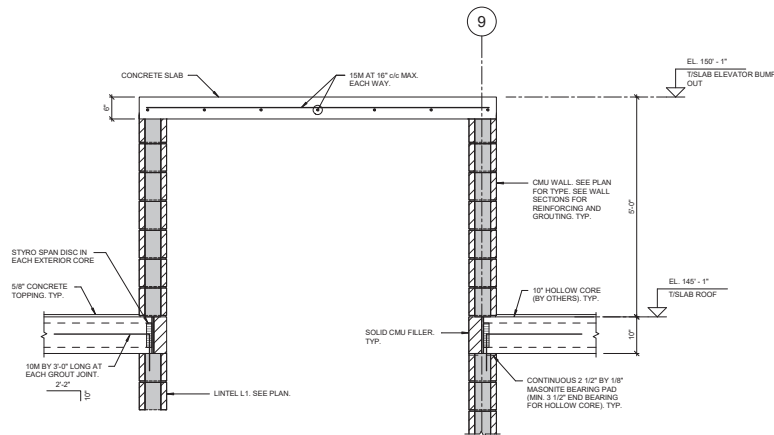 9
EL. 150' - 1"
T/SLAB ELEVATOR BUMP
OUT
CONCRETE SLAB
15M AT 16" c/c MAX.
EACH WAY.
6"
CMU WALL. SEE PLAN
FOR TYPE. SEE WALL
SECTIONS FOR
REINFORCING AND
GROUTING. TYP.
5'-0"
STYRO SPAN DISC IN
EACH EXTERIOR CORE
5/8" CONCRETE
TOPPING. TYP.
10" HOLLOW CORE
(BY OTHERS). TYP.
EL. 145' - 1"
T/SLAB ROOF
SOLID CMU FILLER.
TYP.
10"
10M BY 3'-0" LONG AT
EACH GROUT JOINT.
2'-2"
10"
LINTEL L1. SEE PLAN.
CONTINUOUS 2 1/2" BY 1/8"
MASONITE BEARING PAD
(MIN. 3 1/2" END BEARING
FOR HOLLOW CORE). TYP.